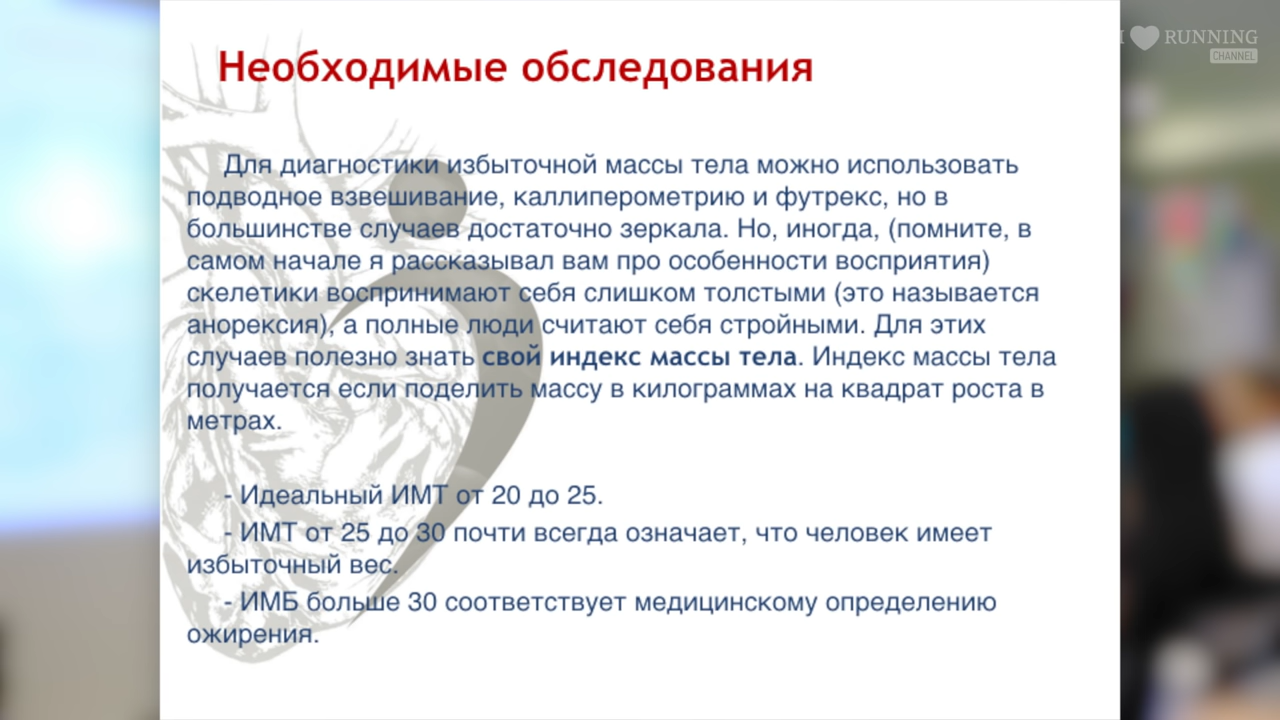 I RUNNING
CHANNEL
Необходимые обследования
Для диагностики избыточной массы тела можно использовать
подводное взвешивание, каллиперометрию и футрекс, но в
большинстве случаев достаточно зеркала. Но, иногда, (помните, в
самом начале я рассказывал вам про особенности восприятия)
скелетики воспринимают себя слишком толстыми (это называется
анорексия), а полные люди считают себя стройными. Для этих
случаев полезно знать свой индекс массы тела. Индекс массы тела
получается если поделить массу в килограммах на квадрат роста в
метрах.
- Идеальный ИМТ от 20 до 25.
- ИМТ от 25 до 30 почти всегда означает, что человек имеет
избыточный вес.
- ИМБ больше 30 соответствует медицинскому определению
ожирения.